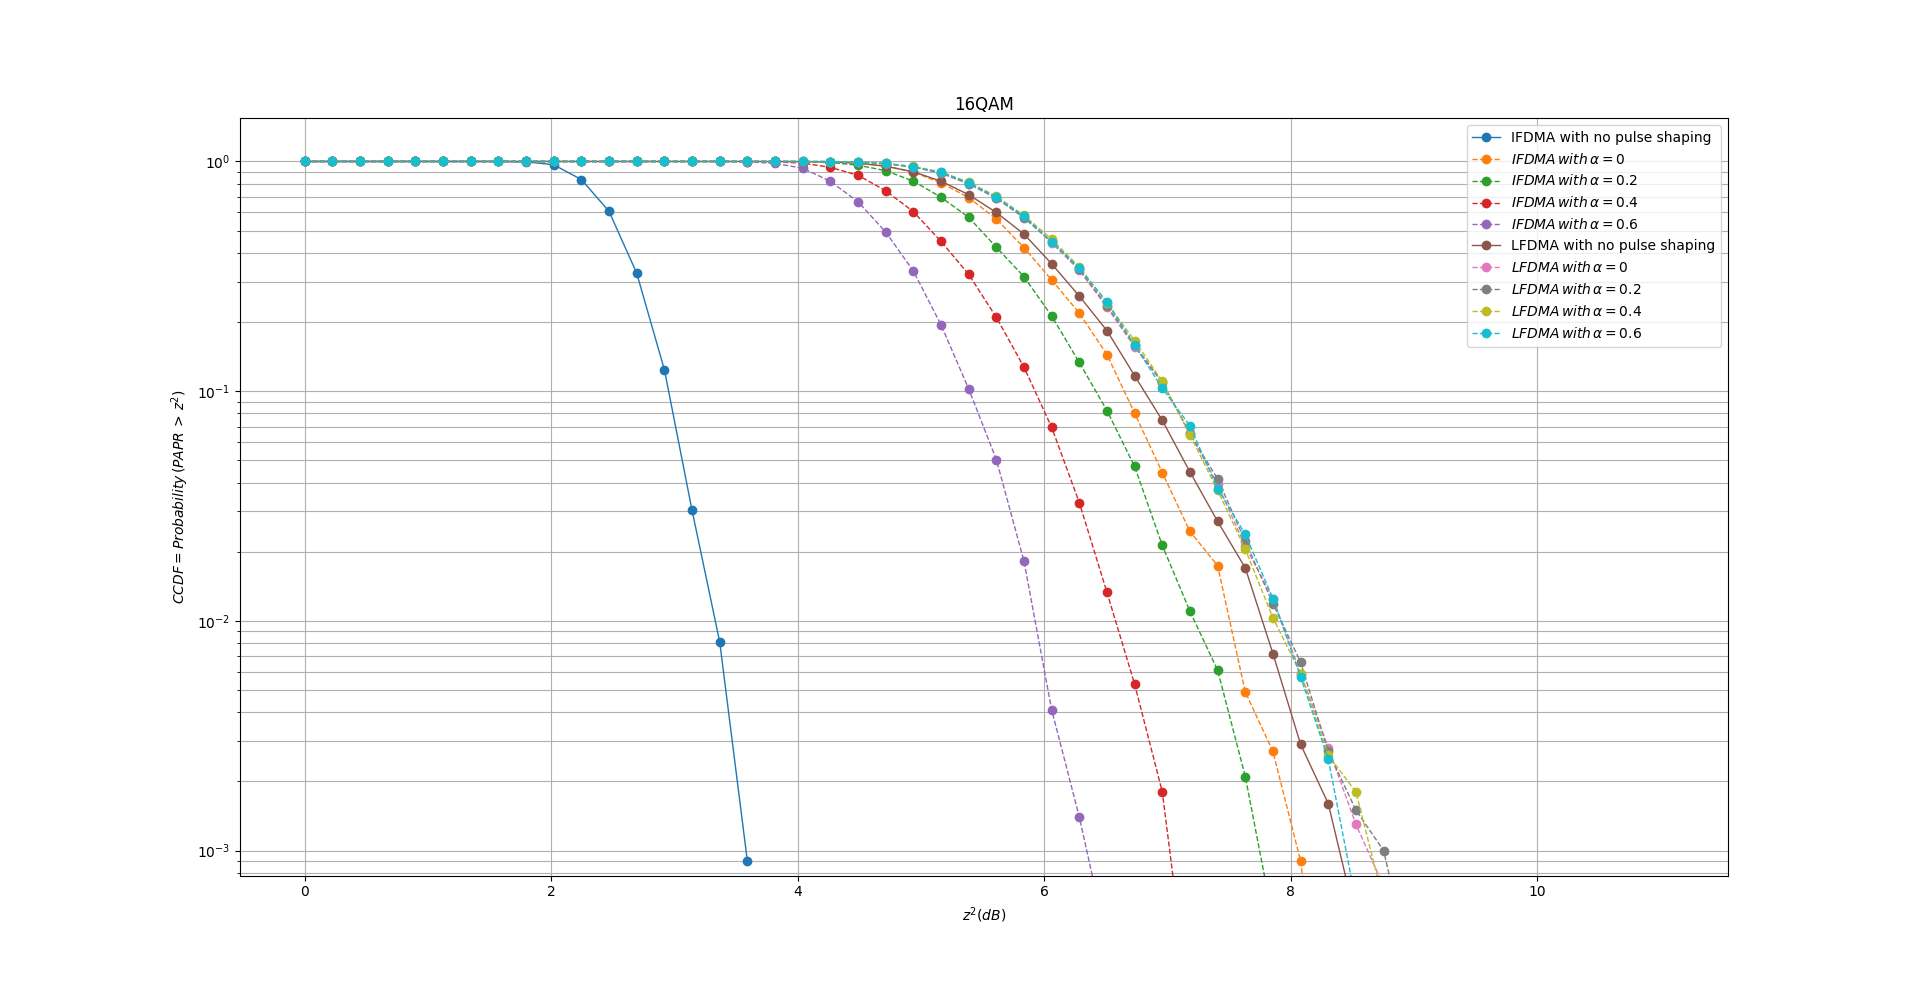 16QAM
IFDMA with no pulse shaping
IFDMA with α = 0
IFDMA with α = 0.2
IFDMA with α = 0.4
IFDMA with α = 0.6
LFDMA with no pulse shaping
LFDMA with α = 0
LFDMA with α = 0.2
LFDMA with α = 0.4
LFDMA with α = 0.6
10⁰
10⁻¹
10⁻²
10⁻³
CCDF = Probability (PAPR > z²)
0 2 4 6 8 10
z²(dB)